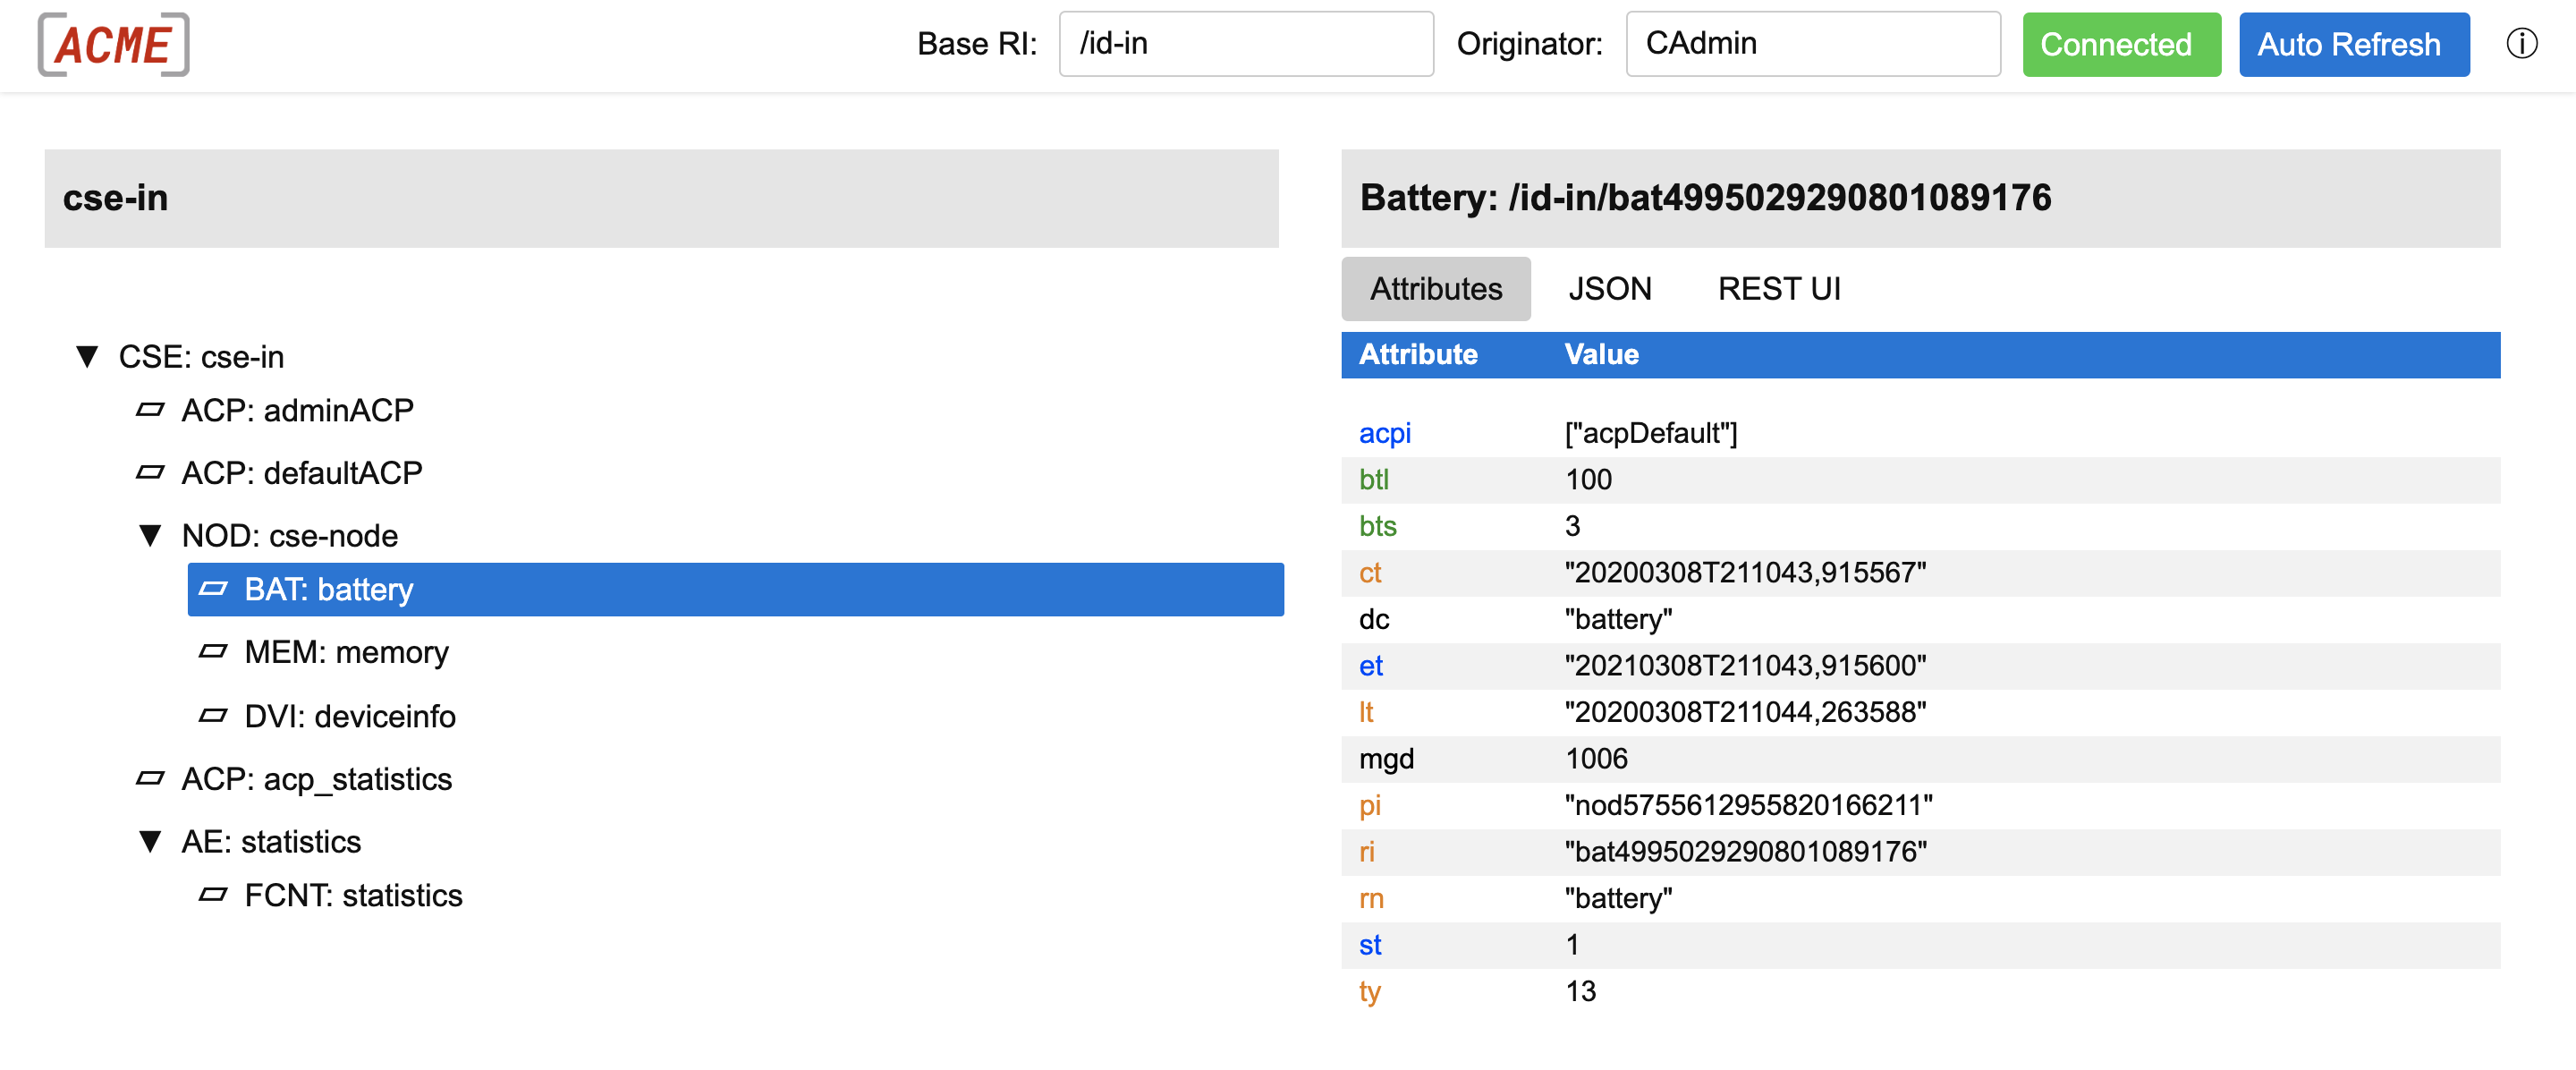 [ACME]
Base RI: /id-in Originator: CAdmin Connected Auto Refresh
cse-in
CSE: cse-in
ACP: adminACP
ACP: defaultACP
NOD: cse-node
BAT: battery
MEM: memory
DVI: deviceinfo
ACP: acp_statistics
AE: statistics
FCNT: statistics
Battery: /id-in/bat4995029290801089176
Attributes JSON REST UI
Attribute Value
acpi ["acpDefault"]
btl 100
bts 3
ct "20200308T211043,915567"
dc "battery"
et "20210308T211043,915600"
lt "20200308T211044,263588"
mgd 1006
pi "nod5755612955820166211"
ri "bat4995029290801089176"
rn "battery"
st 1
ty 13